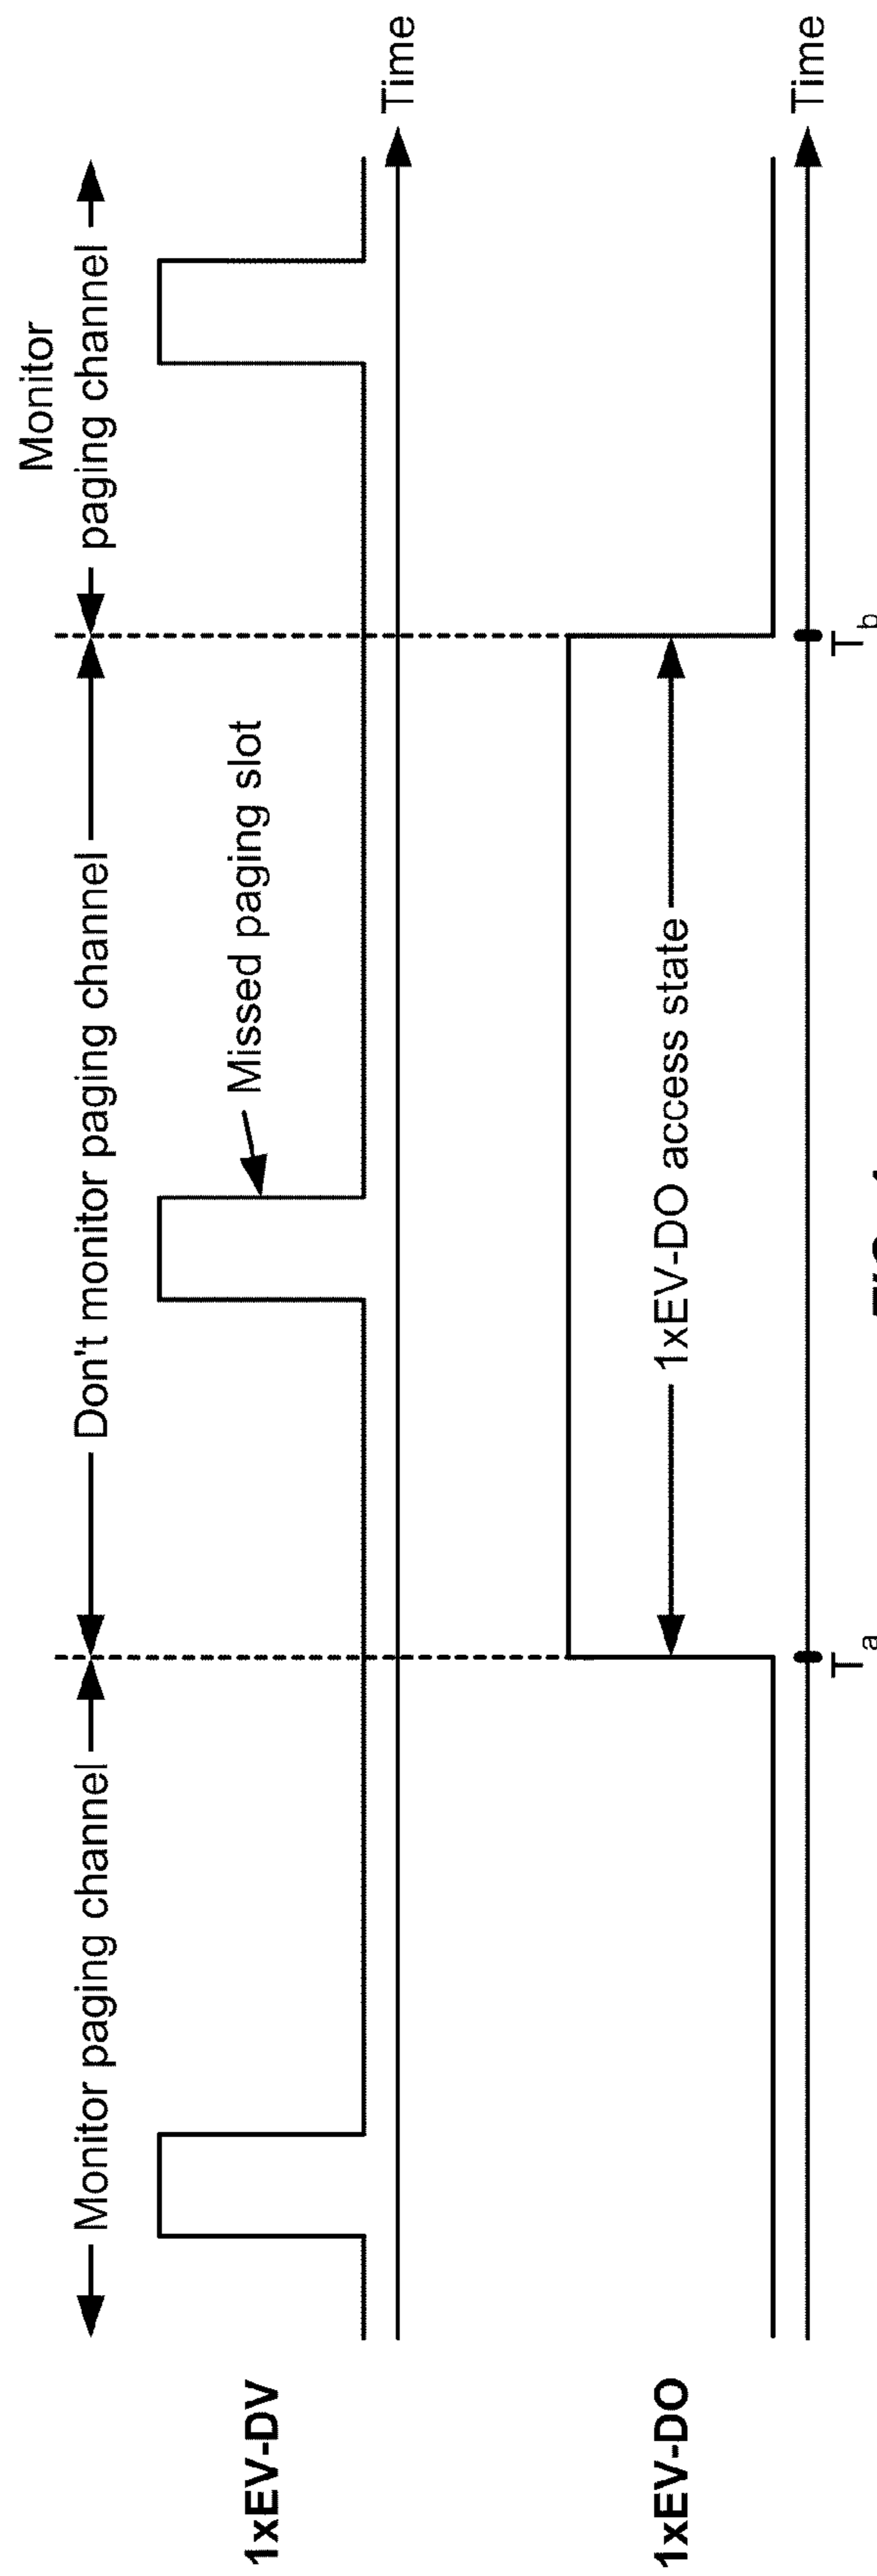 Monitor paging channel
Don't monitor paging channel
Monitor
paging channel
Missed paging slot
1xEV-DV
Time
1xEV-DO access state
1xEV-DO
Time
Ta
Tb